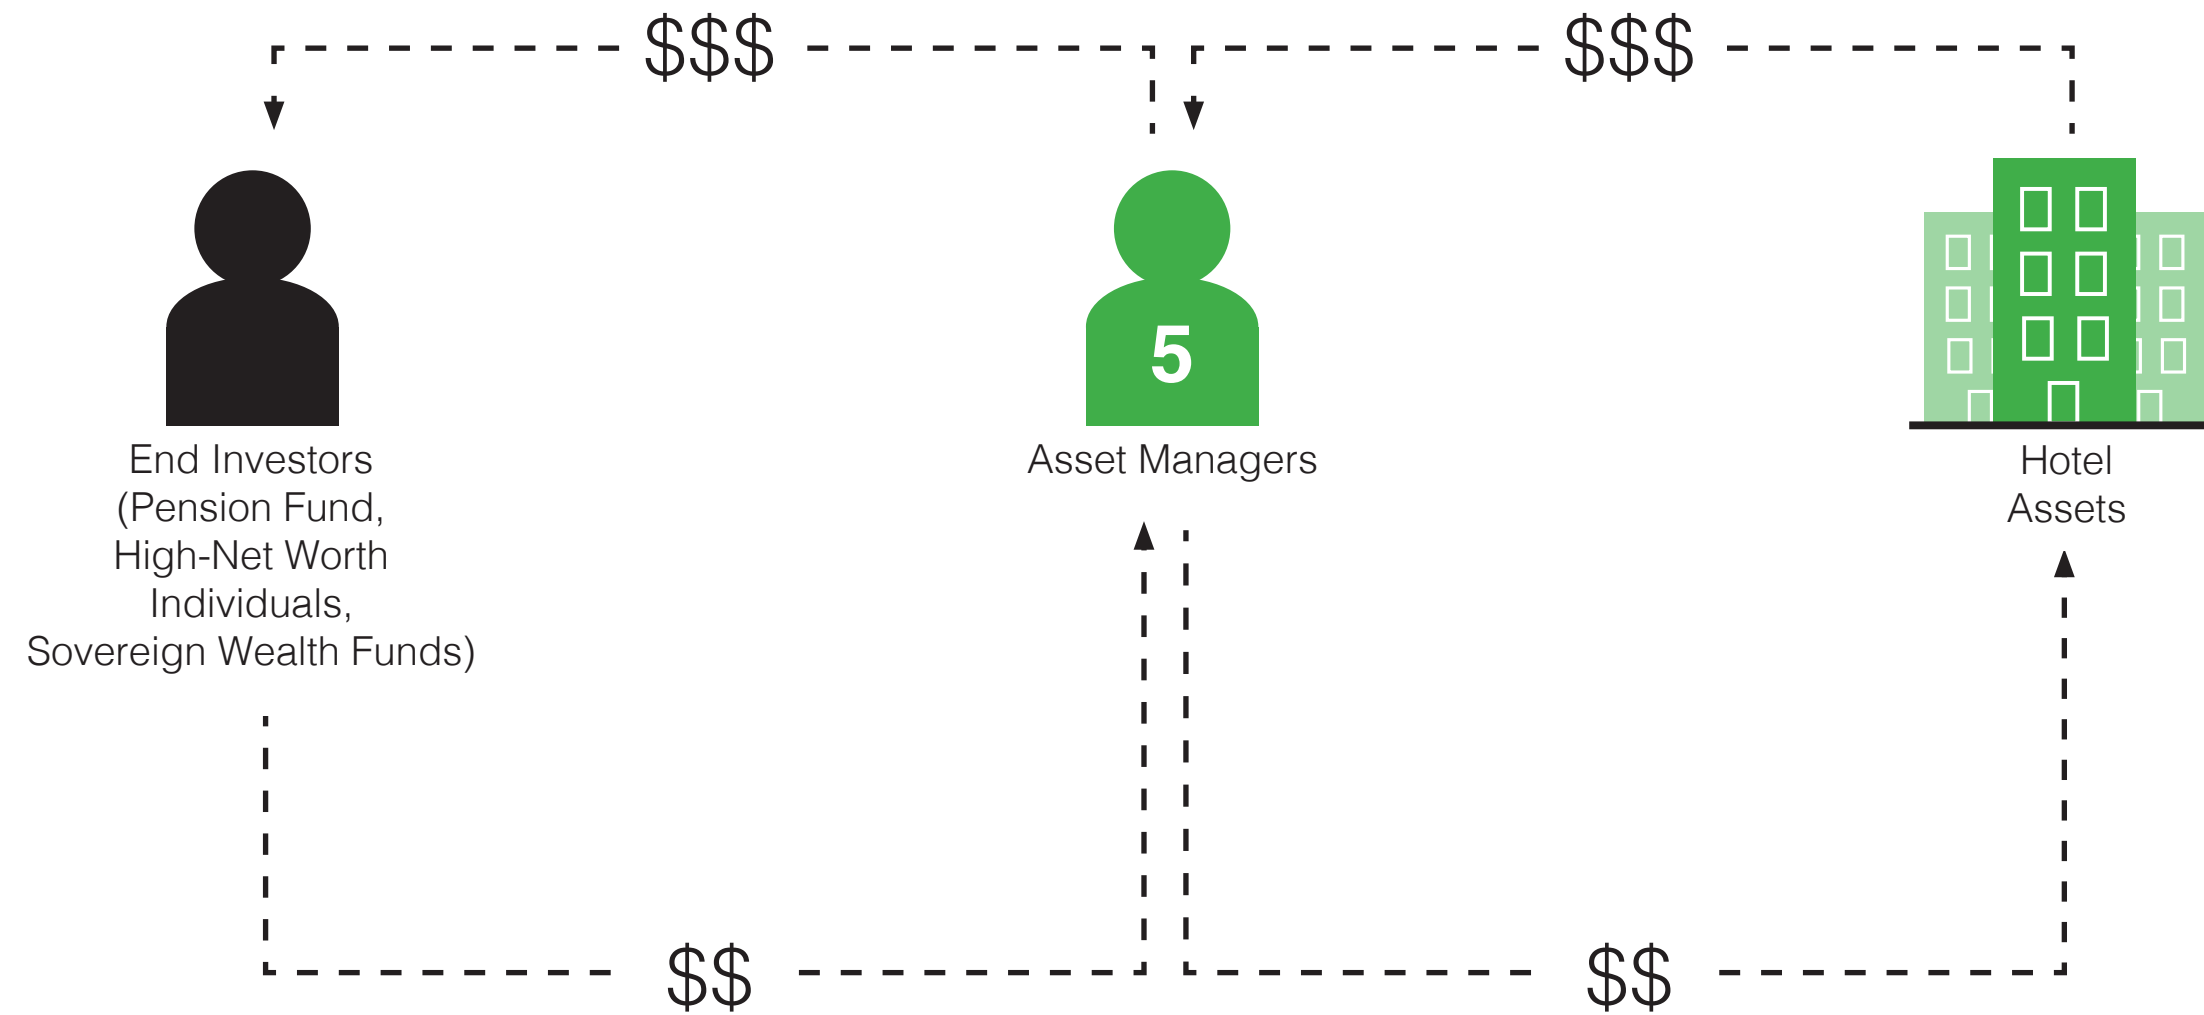 $$$
$$$
5
End Investors
(Pension Fund,
High-Net Worth
Individuals,
Sovereign Wealth Funds)
Asset Managers
Hotel
Assets
$$
$$